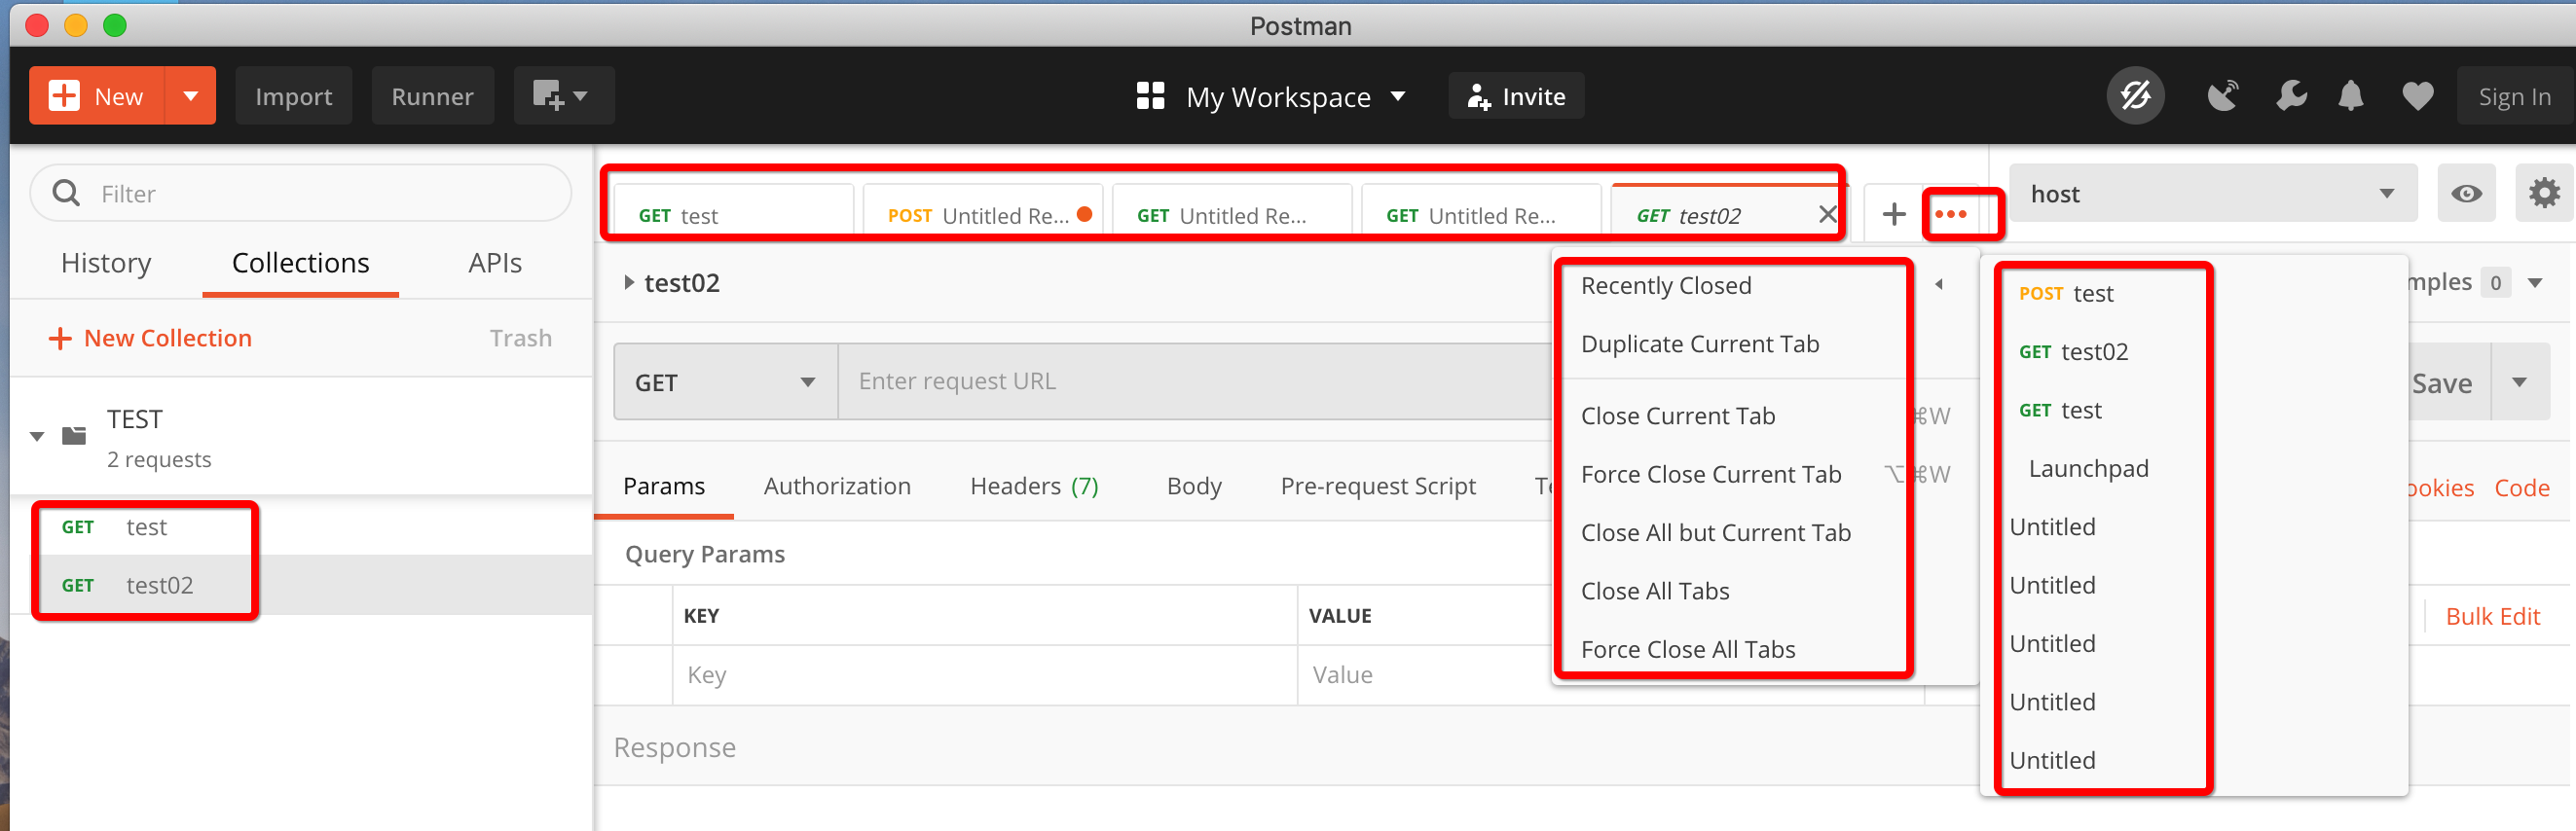 Postman
New
Import
Runner
My Workspace
Invite
Sign In
Filter
GET test
POST Untitled Re...
GET Untitled Re...
GET Untitled Re...
GET test02
host
History
Collections
APIs
test02
mples 0
New Collection
Trash
TEST
2 requests
GET test
GET test02
GET
Enter request URL
Save
Params
Authorization
Headers (7)
Body
Pre-request Script
ookies
Code
Query Params
KEY
VALUE
Bulk Edit
Key
Value
Response
Recently Closed
Duplicate Current Tab
Close Current Tab ⌘W
Force Close Current Tab ⌥⌘W
Close All but Current Tab
Close All Tabs
Force Close All Tabs
POST test
GET test02
GET test
Launchpad
Untitled
Untitled
Untitled
Untitled
Untitled